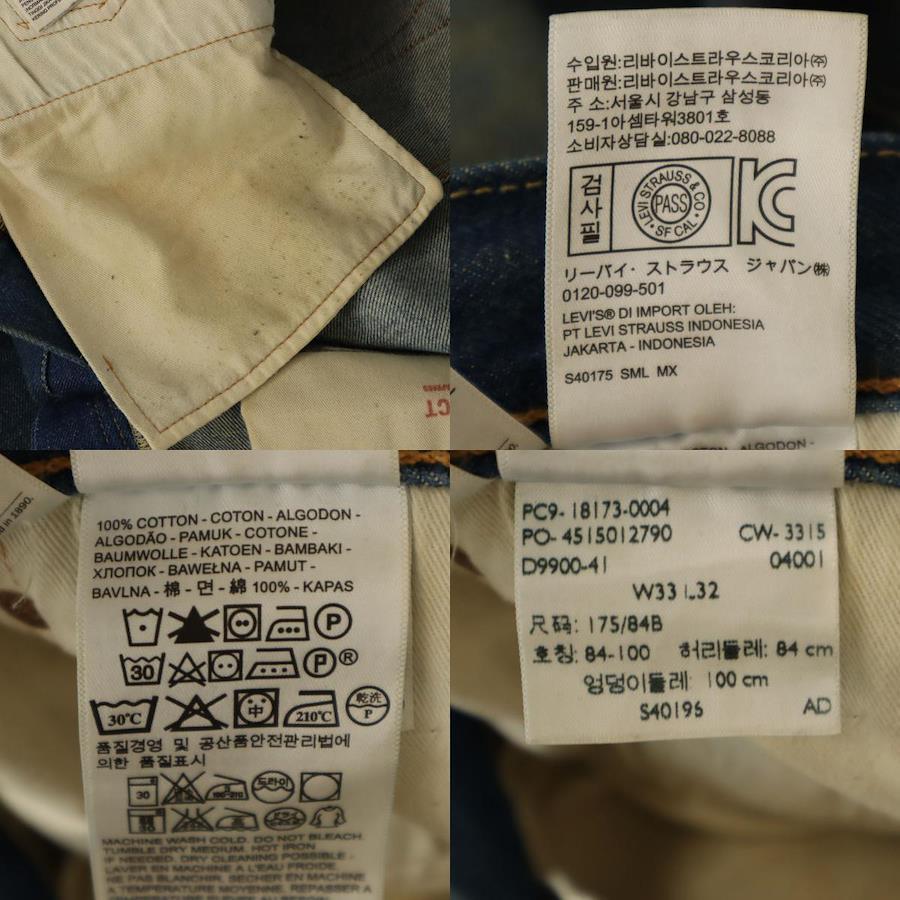 수입원:리바이스트라우스코리아㈜
판매원:리바이스트라우스코리아㈜
주 소:서울시 강남구 삼성동
159-1아셈타워3801호
소비자상담실:080-022-8088
검사필
LEVI STRAUSS & CO
PASS
SF CAL
リーバイ・ストラウス ジャパン㈱
0120-099-501
LEVI'S® DI IMPORT OLEH:
PT LEVI STRAUSS INDONESIA
JAKARTA - INDONESIA
S40175 SML MX
CT
ALGODON -
d in 1890.
100% COTTON - COTON - ALGODON -
ALGODÃO - PAMUK - COTONE -
BAUMWOLLE - KATOEN - BAMBAKI -
ХЛОПОК - BAWEŁNA - PAMUT -
BAVLNA - 棉 - 면 - 綿 100% - KAPAS
P
30 P®
30°C 中 210°C 乾洗 P
품질경영 및 공산품안전관리법에
의한 품질표시
30 드라이
MACHINE WASH COLD. DO NOT BLEACH
TUMBLE DRY MEDIUM. HOT IRON
IF NEEDED. DRY CLEANING POSSIBLE -
LAVER EN MACHINE A L'EAU FROIDE.
NE PAS BLANCHIR. SECHER EN MACHINE
A TEMPERATURE MOYENNE. REPASSER
PC9- 18173-0004
PO- 4515012790 CW- 3315
D9900-41 04001
W33 L32
尺码: 175/84B
호칭: 84-100 허리둘레: 84 cm
엉덩이둘레: 100 cm
S40196 AD